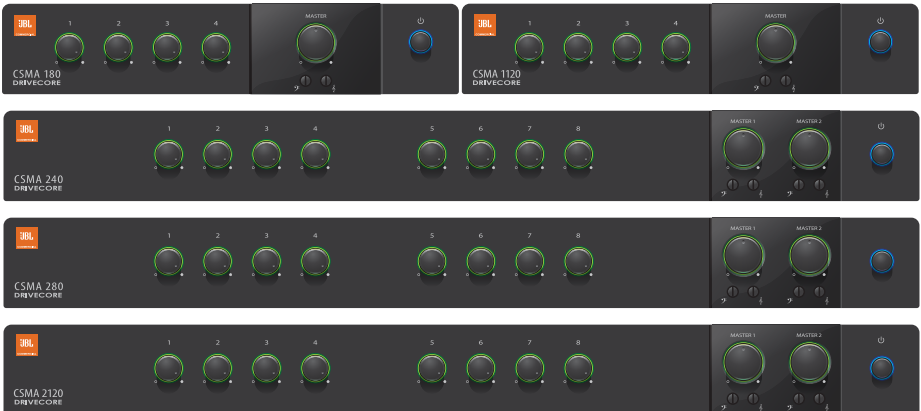 JBL
1 2 3 4
MASTER
CSMA 180
DRIVECORE
JBL
1 2 3 4
MASTER
CSMA 1120
DRIVECORE
JBL
1 2 3 4 5 6 7 8
MASTER 1 MASTER 2
CSMA 240
DRIVECORE
JBL
1 2 3 4 5 6 7 8
MASTER 1 MASTER 2
CSMA 280
DRIVECORE
JBL
1 2 3 4 5 6 7 8
MASTER 1 MASTER 2
CSMA 2120
DRIVECORE